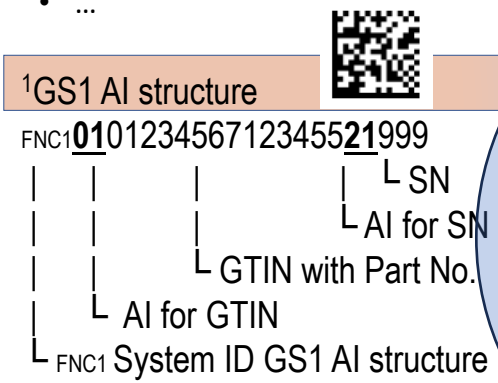 • ...
¹GS1 AI structure
FNC1010123456712345521999
| | | | └ SN
| | | └ AI for SN
| | └ GTIN with Part No.
| └ AI for GTIN
└ FNC1 System ID GS1 AI structure